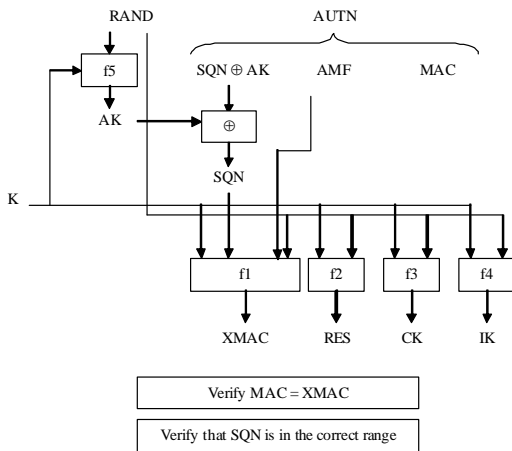 RAND AUTN
f5 SQN ⊕ AK AMF MAC
AK ⊕
SQN
K
f1 f2 f3 f4
XMAC RES CK IK
Verify MAC = XMAC
Verify that SQN is in the correct range